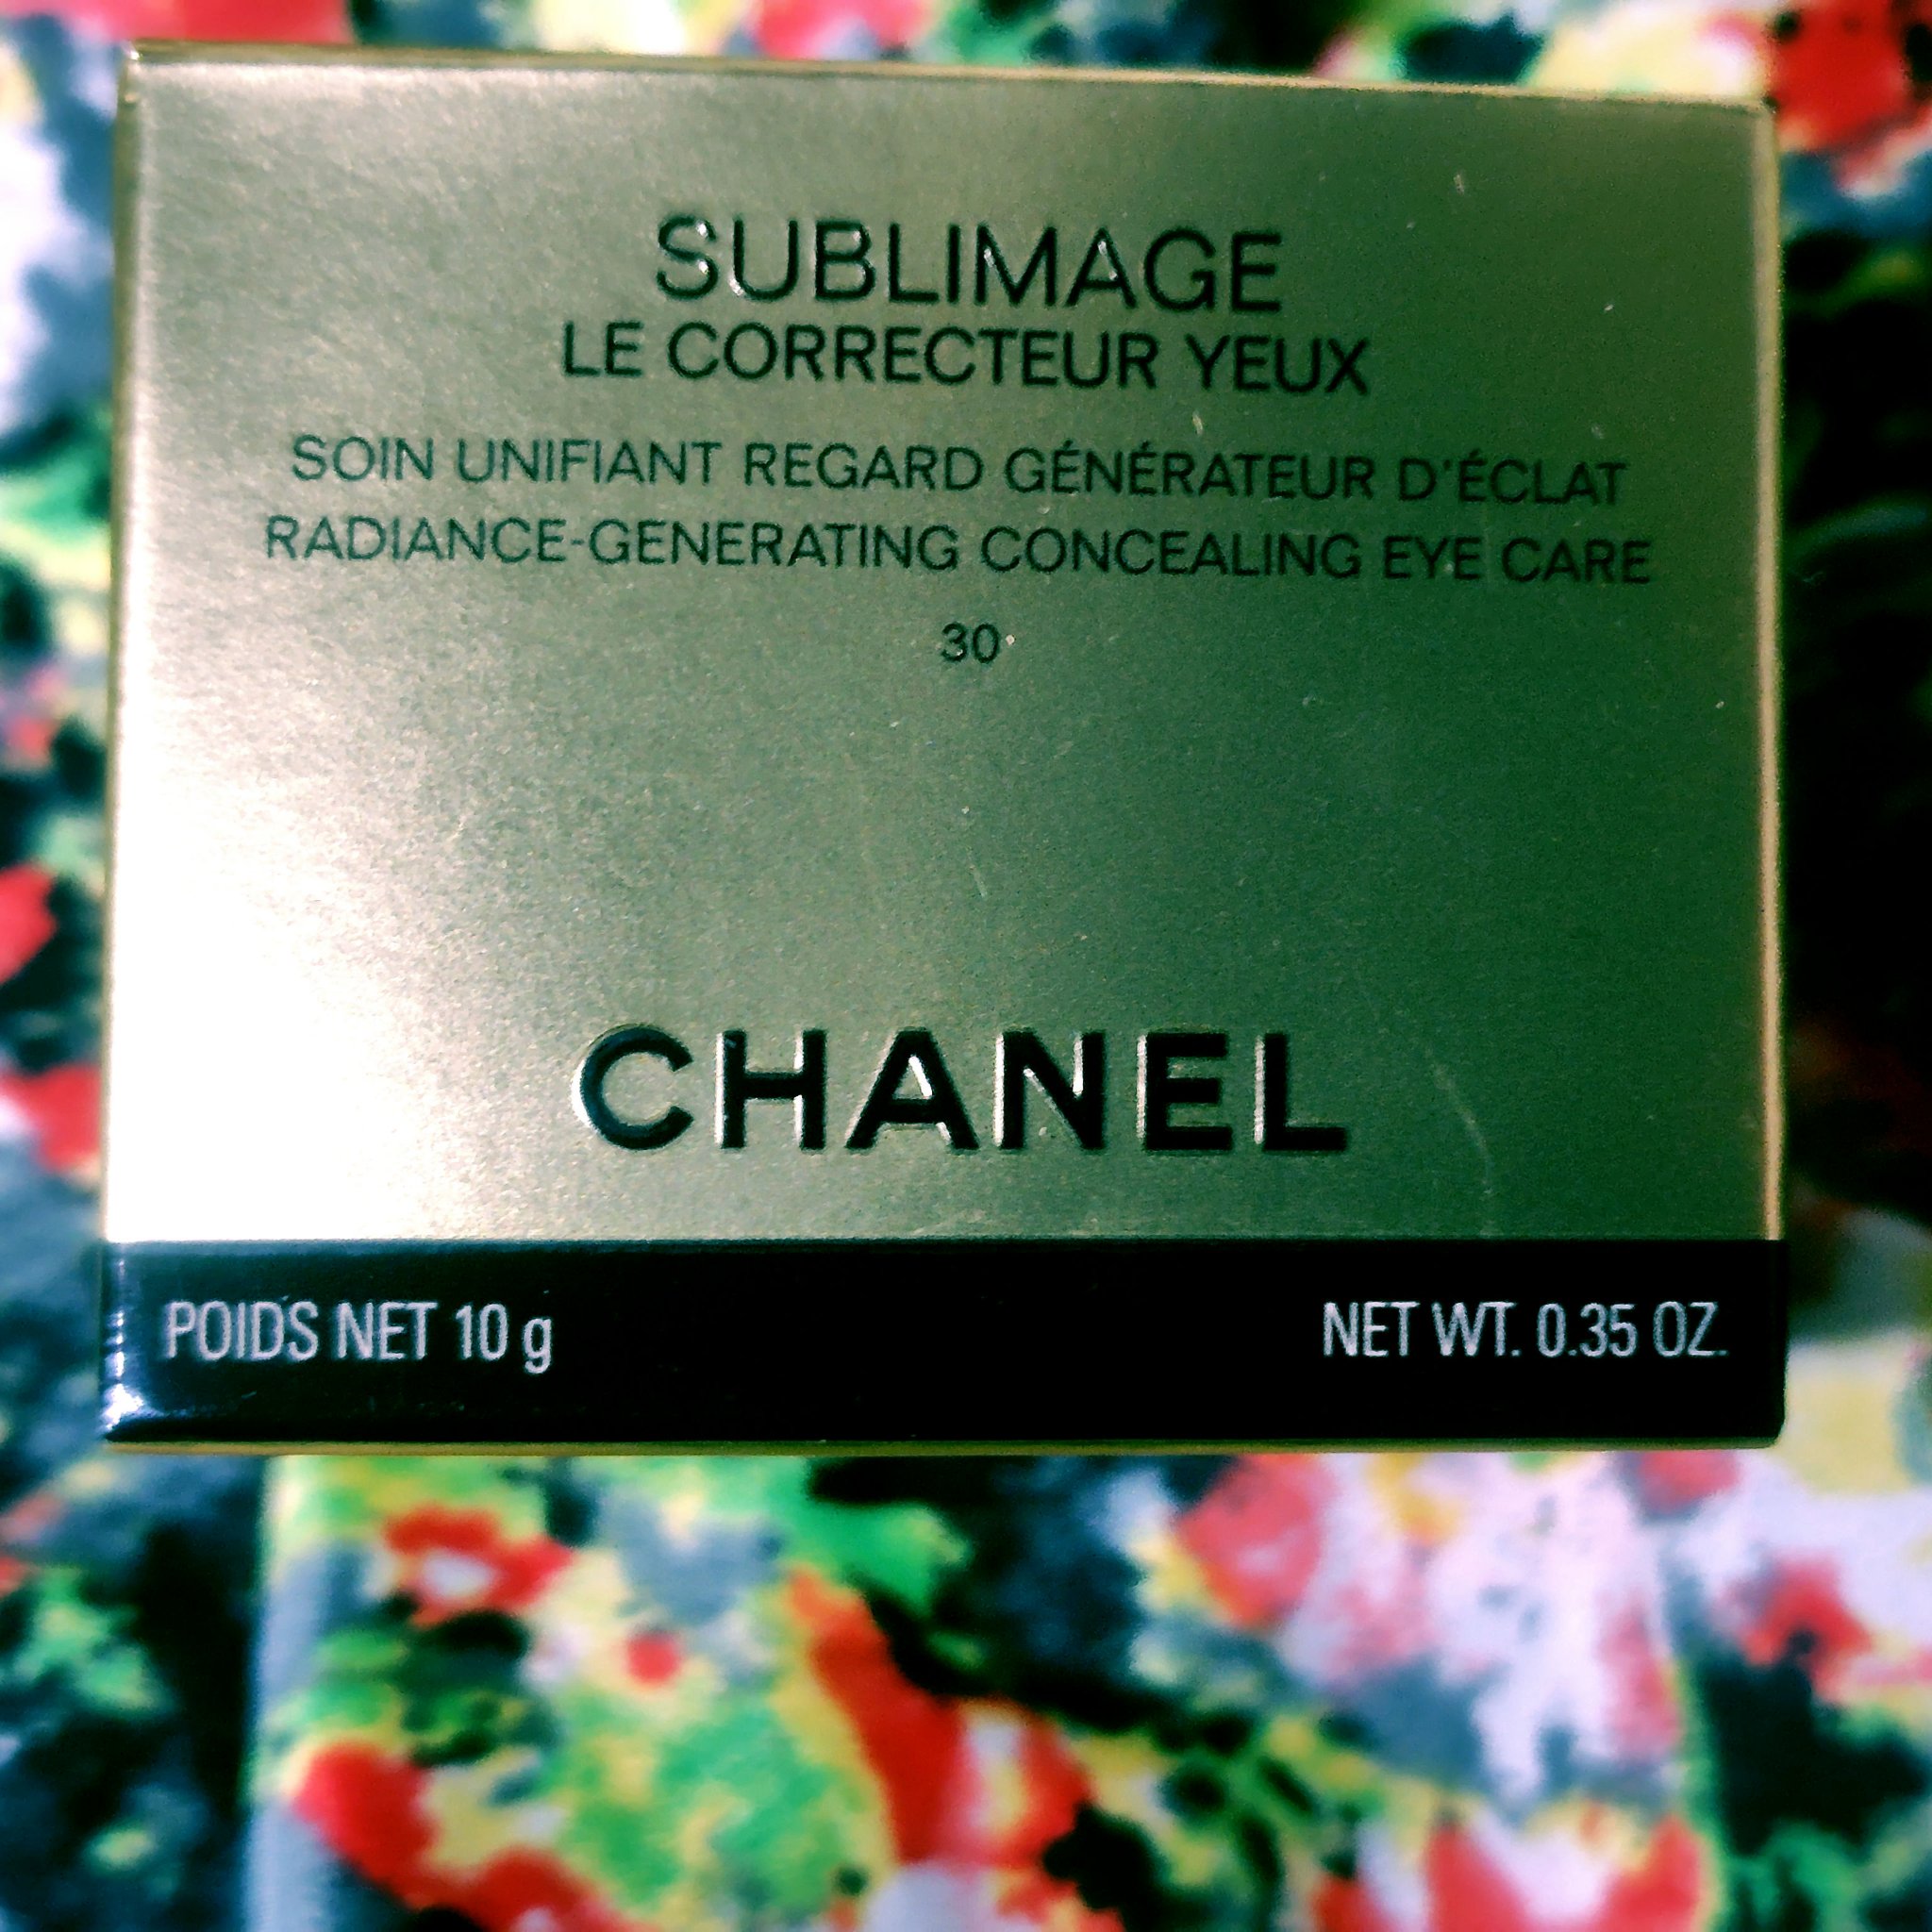 SUBLIMAGE
LE CORRECTEUR YEUX
SOIN UNIFIANT REGARD GÉNÉRATEUR D'ÉCLAT
RADIANCE-GENERATING CONCEALING EYE CARE
30
CHANEL
POIDS NET 10 g NET WT. 0.35 OZ.